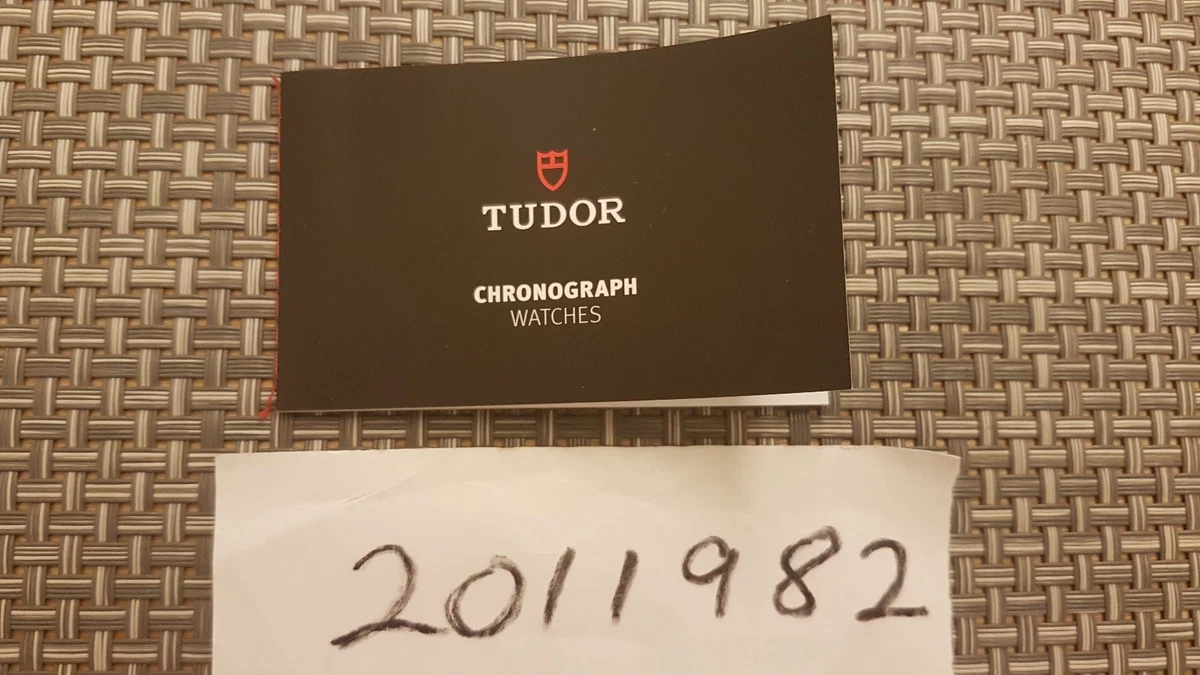 TUDOR
CHRONOGRAPH
WATCHES
2011982